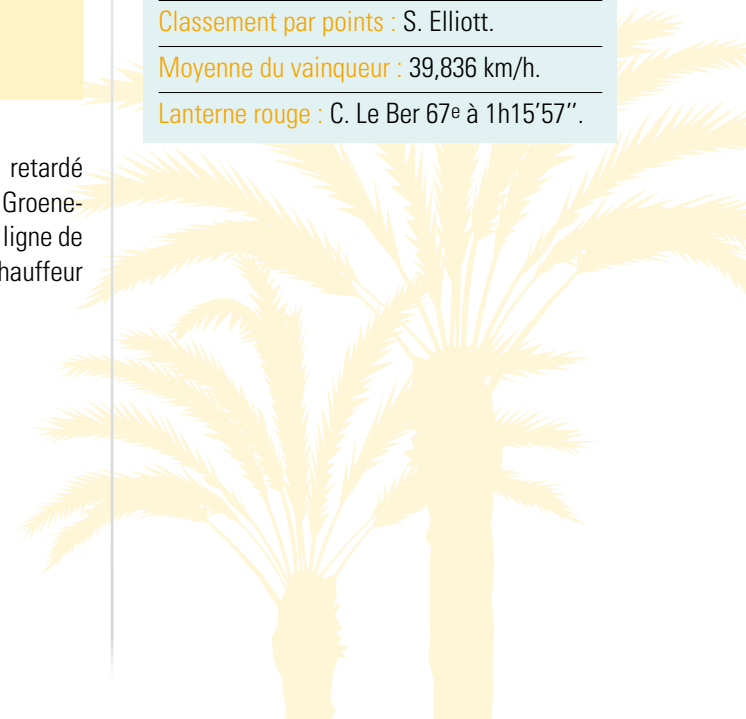 retardé
Groene-
ligne de
hauffeur
Classement par points : S. Elliott.
Moyenne du vainqueur : 39,836 km/h.
Lanterne rouge : C. Le Ber 67e à 1h15’57’’.